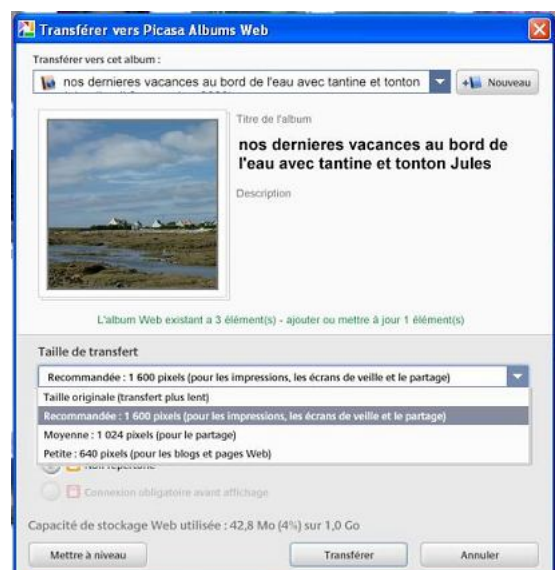 Transférer vers Picasa Albums Web
Transférer vers cet album :
nos dernieres vacances au bord de l'eau avec tantine et tonton
Nouveau
Titre de l'album
nos dernieres vacances au bord de
l'eau avec tantine et tonton Jules
Description
L'album Web existant a 3 élément(s) - ajouter ou mettre à jour 1 élément(s)
Taille de transfert
Recommandée : 1 600 pixels (pour les impressions, les écrans de veille et le partage)
Taille originale (transfert plus lent)
Recommandée : 1 600 pixels (pour les impressions, les écrans de veille et le partage)
Moyenne : 1 024 pixels (pour le partage)
Petite : 640 pixels (pour les blogs et pages Web)
Non répertorié
Connexion obligatoire avant affichage
Capacité de stockage Web utilisée : 42,8 Mo (4%) sur 1,0 Go
Mettre à niveau
Transférer
Annuler